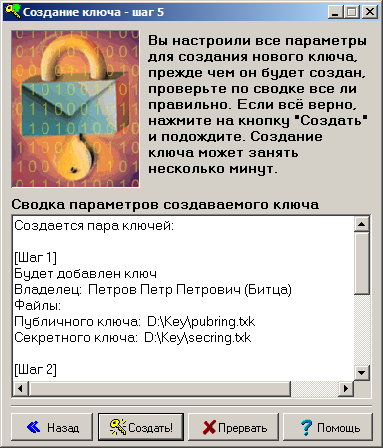 Создание ключа - шаг 5
Вы настроили все параметры
для создания нового ключа,
прежде чем он будет создан,
проверьте по сводке все ли
правильно. Если всё верно,
нажмите на кнопку "Создать"
и подождите. Создание
ключа может занять
несколько минут.
Сводка параметров создаваемого ключа
Создается пара ключей:
[Шаг 1]
Будет добавлен ключ
Владелец: Петров Петр Петрович (Битца)
Файлы:
Публичного ключа: D:\Key\pubring.txk
Секретного ключа: D:\Key\secring.txk
[Шаг 2]
Назад
Создать!
Прервать
Помощь